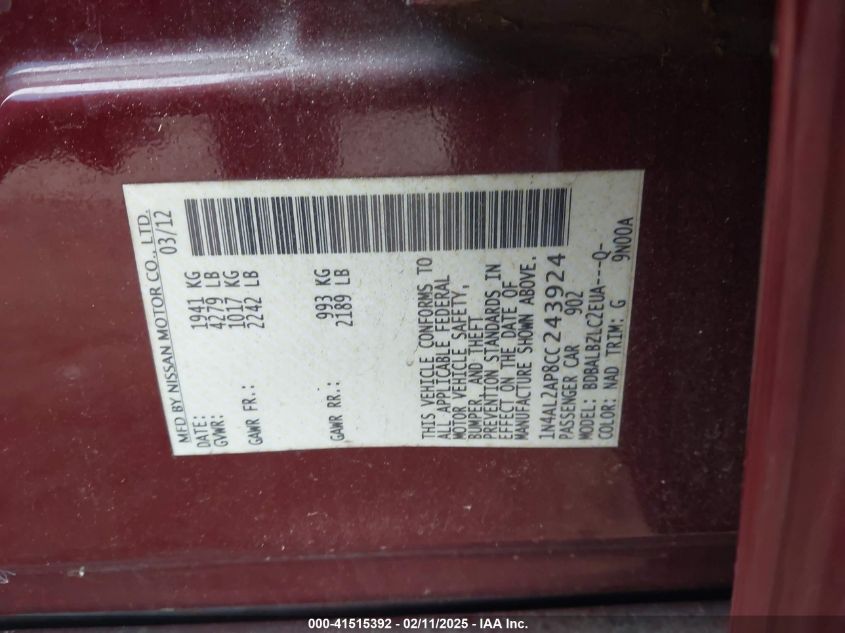 MFD BY NISSAN MOTOR CO., LTD.
DATE: 03/12
GVWR: 1941 KG
4279 LB
GAWR FR.: 1017 KG
2242 LB
GAWR RR.: 993 KG
2189 LB
THIS VEHICLE CONFORMS TO
ALL APPLICABLE FEDERAL
MOTOR VEHICLE SAFETY,
BUMPER, AND THEFT
PREVENTION STANDARDS IN
EFFECT ON THE DATE OF
MANUFACTURE SHOWN ABOVE.
1N4AL2AP8CC243924
PASSENGER CAR 902
MODEL: BDBALBZLC2EUA----Q-
COLOR: NAD TRIM: G 9N00A
000-41515392 - 02/11/2025 - IAA Inc.